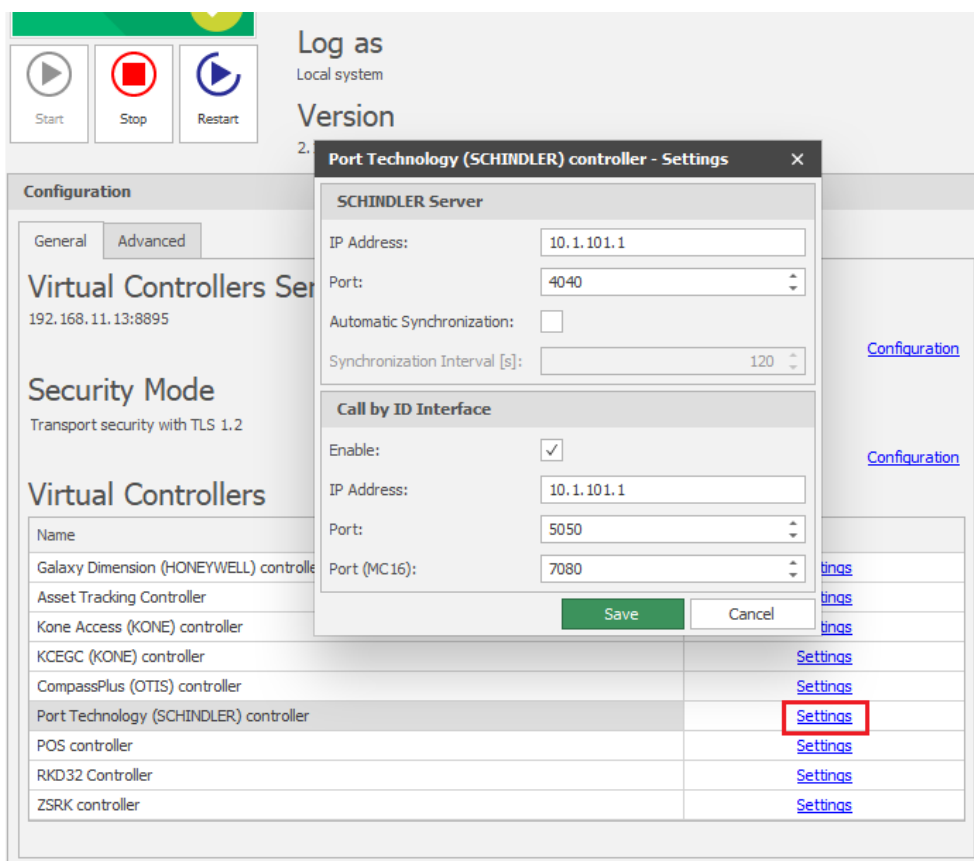 Log as
Local system
Start
Stop
Restart
Version
2.
Port Technology (SCHINDLER) controller - Settings
SCHINDLER Server
IP Address:
10.1.101.1
Port:
4040
Automatic Synchronization:
Synchronization Interval [s]:
120
Call by ID Interface
Enable:
IP Address:
10.1.101.1
Port:
5050
Port (MC16):
7080
Save
Cancel
Configuration
General
Advanced
Virtual Controllers Ser
192.168.11.13:8895
Configuration
Security Mode
Transport security with TLS 1.2
Configuration
Virtual Controllers
Name
Galaxy Dimension (HONEYWELL) controlle
tings
Asset Tracking Controller
tings
Kone Access (KONE) controller
tings
KCEGC (KONE) controller
Settings
CompassPlus (OTIS) controller
Settings
Port Technology (SCHINDLER) controller
Settings
POS controller
Settings
RKD32 Controller
Settings
ZSRK controller
Settings